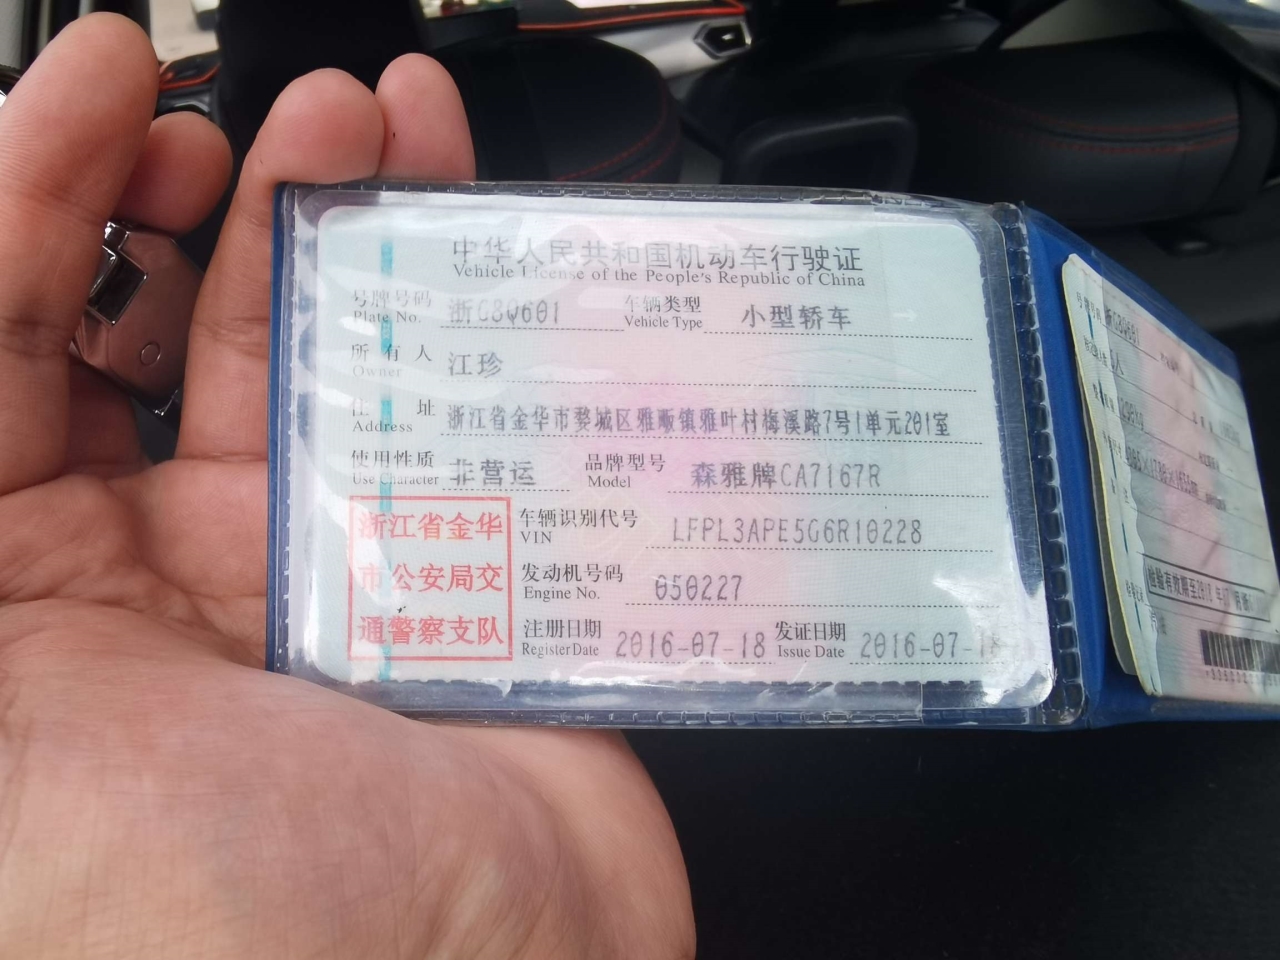 中华人民共和国机动车行驶证
Vehicle License of the People's Republic of China
号牌号码 浙G8Q601 车辆类型 小型轿车
Plate No. Vehicle Type
所有人 江珍
Owner
住址 浙江省金华市婺城区雅畈镇雅叶村梅溪路7号1单元201室
Address
使用性质 非营运 品牌型号 森雅牌CA7167R
Use Character Model
浙江省金华
市公安局交
通警察支队
车辆识别代号 LFPL3APE5G6R10228
VIN
发动机号码 050227
Engine No.
注册日期 2016-07-18 发证日期 2016-07-18
Register Date Issue Date